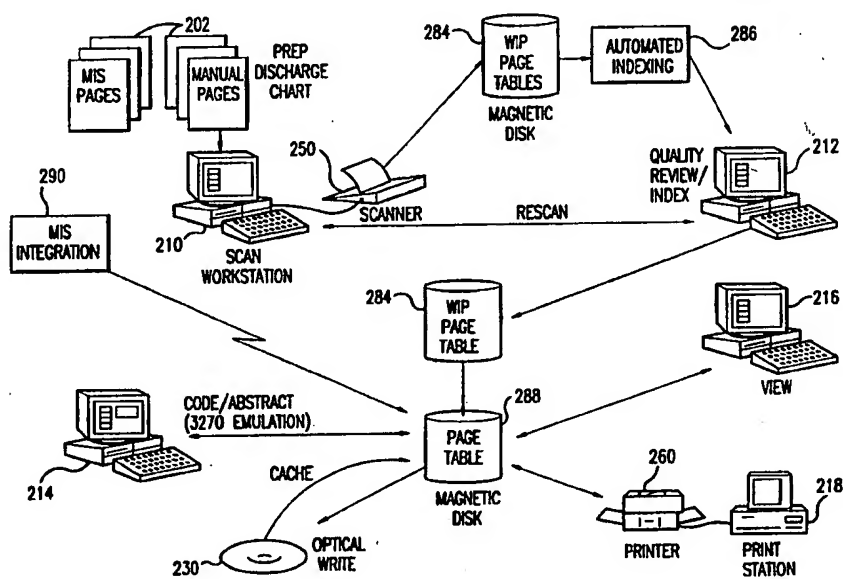 202
MIS
PAGES
MANUAL
PAGES
PREP
DISCHARGE
CHART
284
WIP
PAGE
TABLES
MAGNETIC
DISK
AUTOMATED
INDEXING
286
250
SCANNER
210
SCAN
WORKSTATION
RESCAN
QUALITY
REVIEW/
INDEX
212
290
MIS
INTEGRATION
284
WIP
PAGE
TABLE
216
VIEW
CODE/ABSTRACT
(3270 EMULATION)
214
288
PAGE
TABLE
MAGNETIC
DISK
CACHE
230
OPTICAL
WRITE
260
PRINTER
218
PRINT
STATION